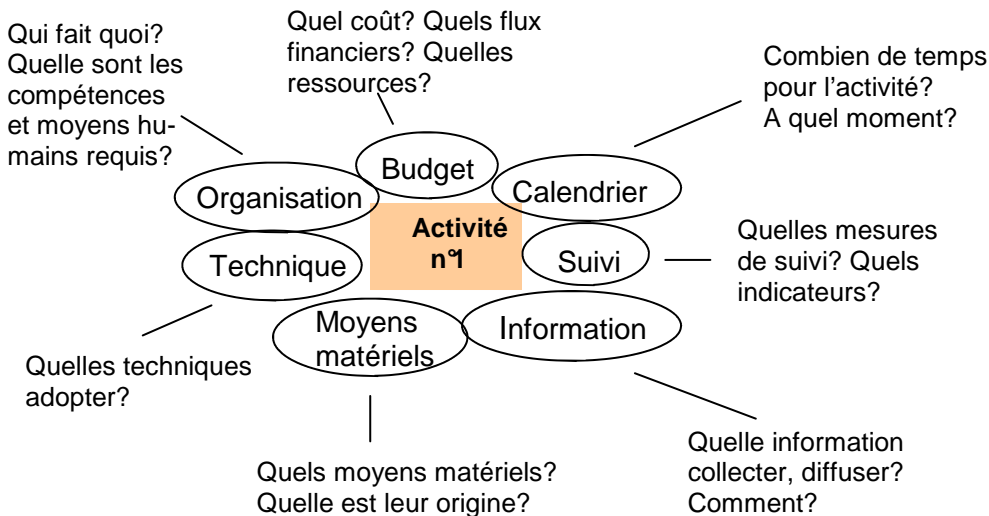 Qui fait quoi?
Quelle sont les
compétences
et moyens hu-
mains requis?
Quel coût? Quels flux
financiers? Quelles
ressources?
Combien de temps
pour l'activité?
A quel moment?
Organisation
Budget
Calendrier
Activité
n°1
Technique
Suivi
Quelles mesures
de suivi? Quels
indicateurs?
Moyens
matériels
Information
Quelles techniques
adopter?
Quels moyens matériels?
Quelle est leur origine?
Quelle information
collecter, diffuser?
Comment?